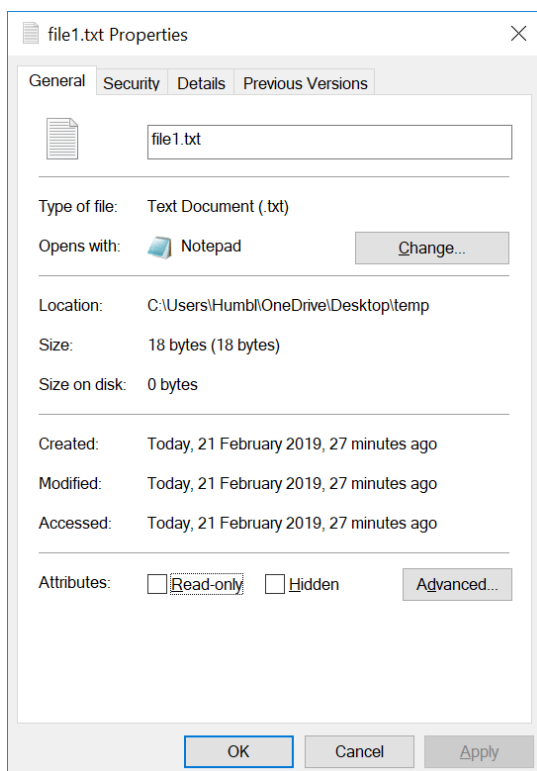 file1.txt Properties
General Security Details Previous Versions
file1.txt
Type of file: Text Document (.txt)
Opens with: Notepad Change...
Location: C:\Users\Humbl\OneDrive\Desktop\temp
Size: 18 bytes (18 bytes)
Size on disk: 0 bytes
Created: Today, 21 February 2019, 27 minutes ago
Modified: Today, 21 February 2019, 27 minutes ago
Accessed: Today, 21 February 2019, 27 minutes ago
Attributes: Read-only Hidden Advanced...
OK Cancel Apply